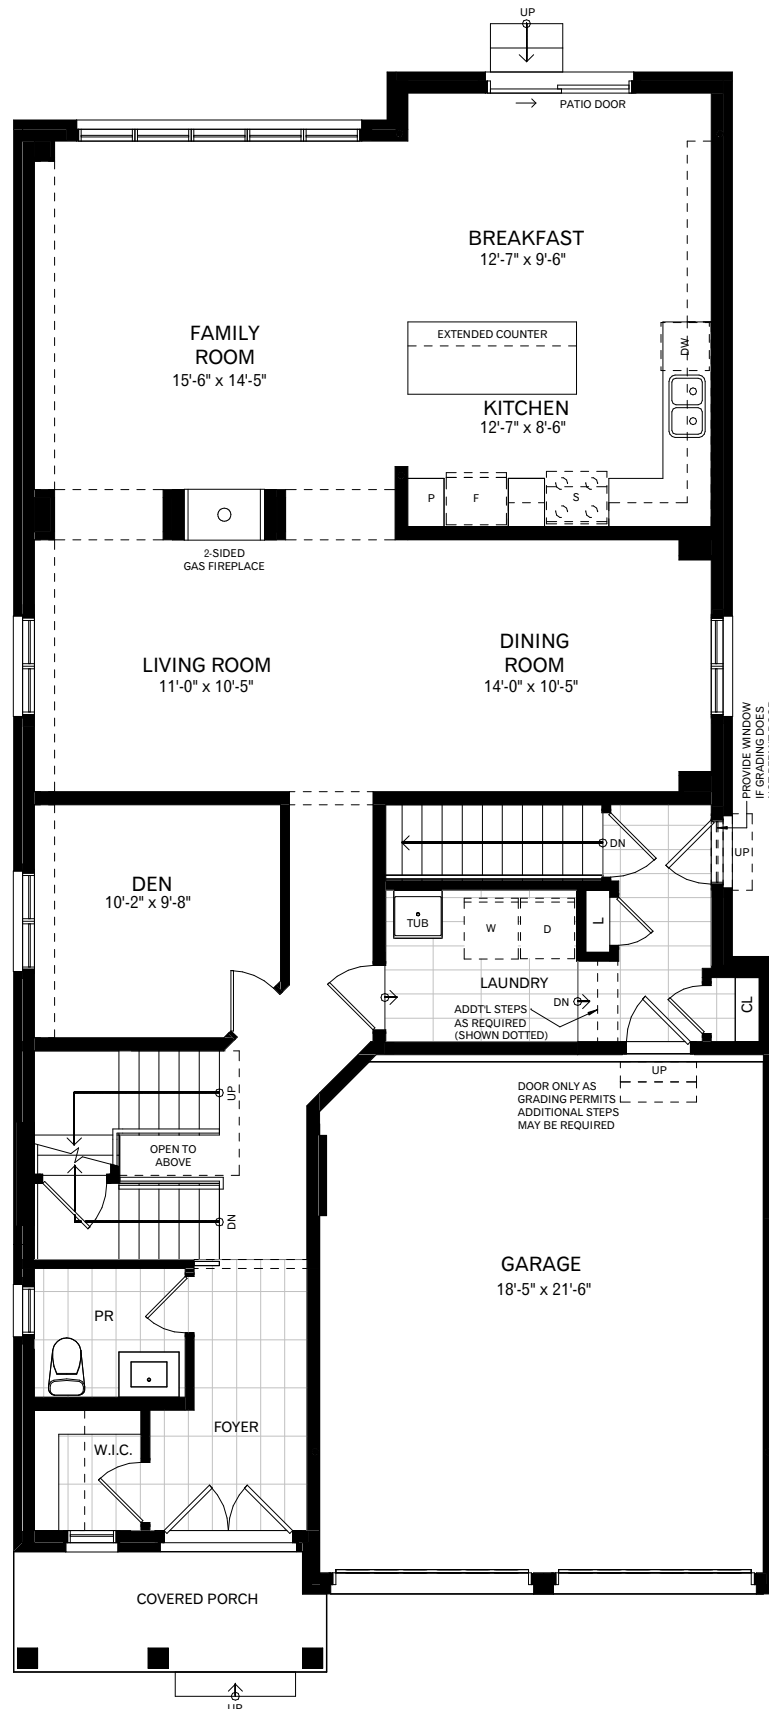 UP
PATIO DOOR
BREAKFAST
12'-7" x 9'-6"
EXTENDED COUNTER
FAMILY
ROOM
15'-6" x 14'-5"
DW
KITCHEN
12'-7" x 8'-6"
P
F
S
2-SIDED
GAS FIREPLACE
LIVING ROOM
11'-0" x 10'-5"
DINING
ROOM
14'-0" x 10'-5"
PROVIDE WINDOW
IF GRADING DOES
DEN
10'-2" x 9'-8"
DN
UP
TUB
W
D
L
LAUNDRY
DN
ADDT'L STEPS
AS REQUIRED
(SHOWN DOTTED)
CL
UP
DOOR ONLY AS
GRADING PERMITS
ADDITIONAL STEPS
MAY BE REQUIRED
UP
OPEN TO
ABOVE
DN
GARAGE
18'-5" x 21'-6"
PR
FOYER
W.I.C.
COVERED PORCH
UP